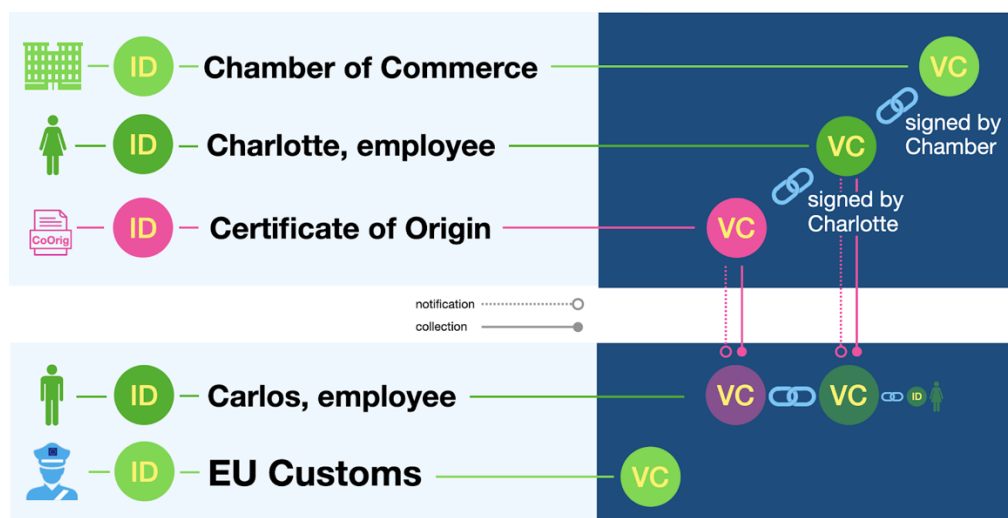 ID Chamber of Commerce VC
signed by
Chamber
ID Charlotte, employee VC
signed by
Charlotte
CoOrig ID Certificate of Origin VC
notification
collection
ID Carlos, employee VC VC ID
ID EU Customs VC